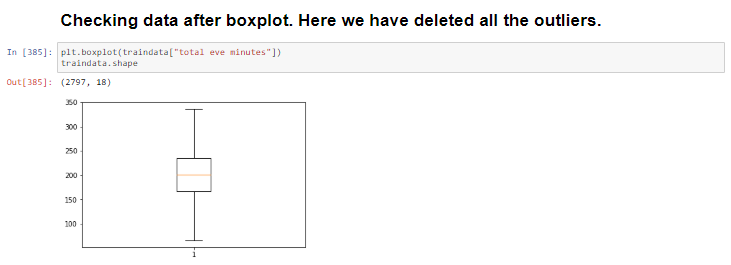 Checking data after boxplot. Here we have deleted all the outliers.
In [385]: plt.boxplot(traindata["total eve minutes"])
traindata.shape
Out[385]: (2797, 18)
350
300
250
200
150
100
1